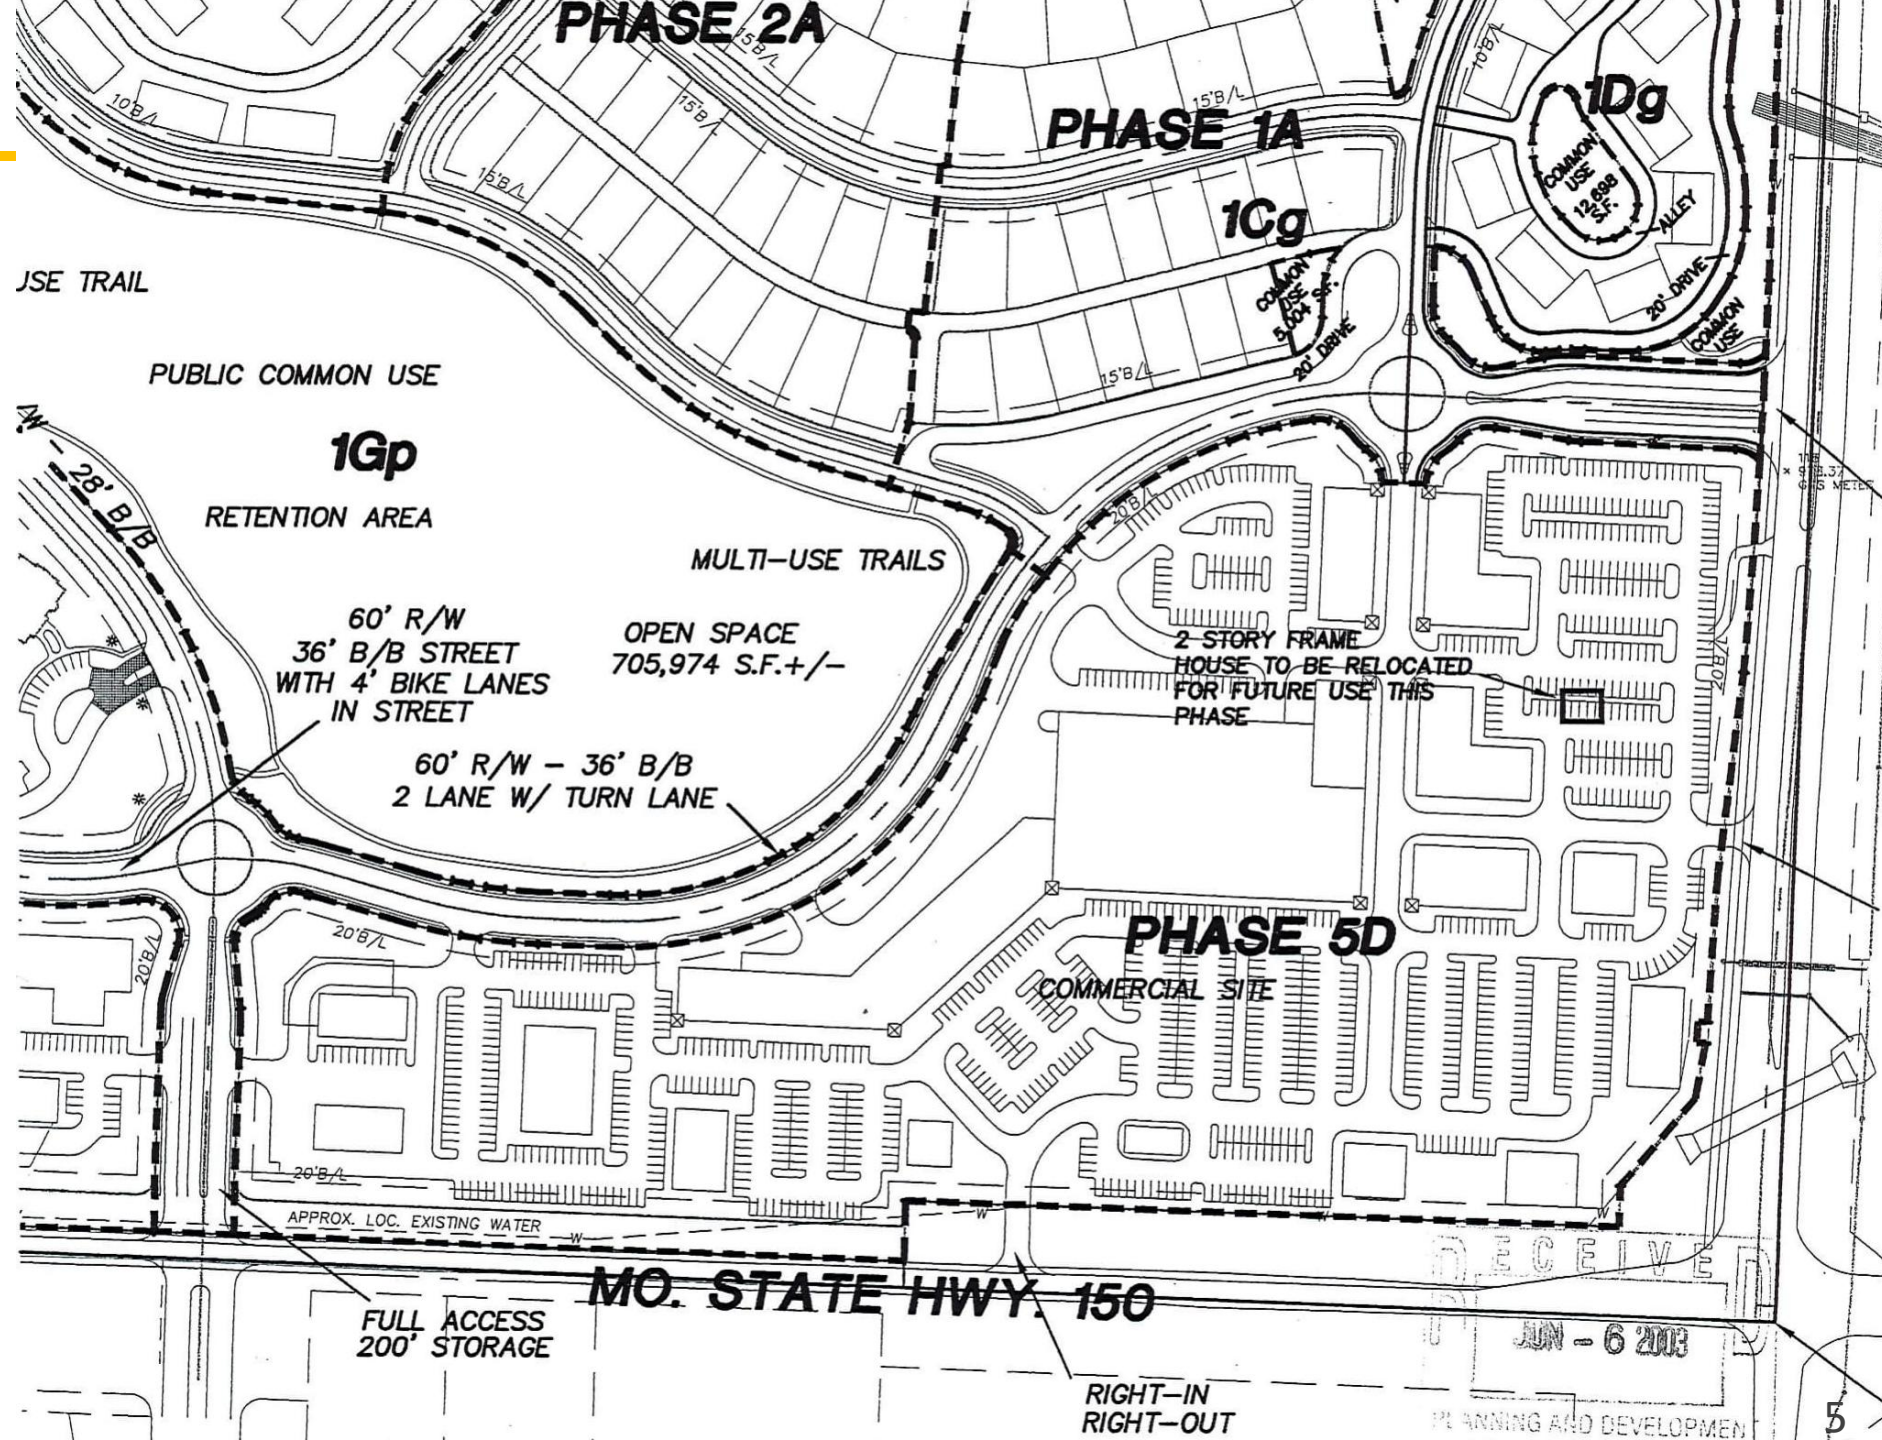 PHASE 2A
15'B/L
10'B/L
1Dg
10'B/L
15'B/L
15'B/L
PHASE 1A
COMMON
USE
12,698
S.F.
15'B/L
1Cg
ALLEY
USE TRAIL
COMMON
USE
5,004 S.F.
20' DRIVE
20' DRIVE
COMMON
USE
PUBLIC COMMON USE
15'B/L
1Gp
28' B/B
GAS METER
RETENTION AREA
20'B/L
MULTI-USE TRAILS
60' R/W
36' B/B STREET
WITH 4' BIKE LANES
IN STREET
OPEN SPACE
705,974 S.F.+/-
2 STORY FRAME
HOUSE TO BE RELOCATED
FOR FUTURE USE THIS
PHASE
20'B/L
60' R/W - 36' B/B
2 LANE W/ TURN LANE
20'B/L
20'B/L
PHASE 5D
COMMERCIAL SITE
20'B/L
APPROX. LOC. EXISTING WATER
W
W
W
W
MO. STATE HWY. 150
FULL ACCESS
200' STORAGE
RIGHT-IN
RIGHT-OUT
RECEIVED
JUN - 6 2003
PLANNING AND DEVELOPMENT
5